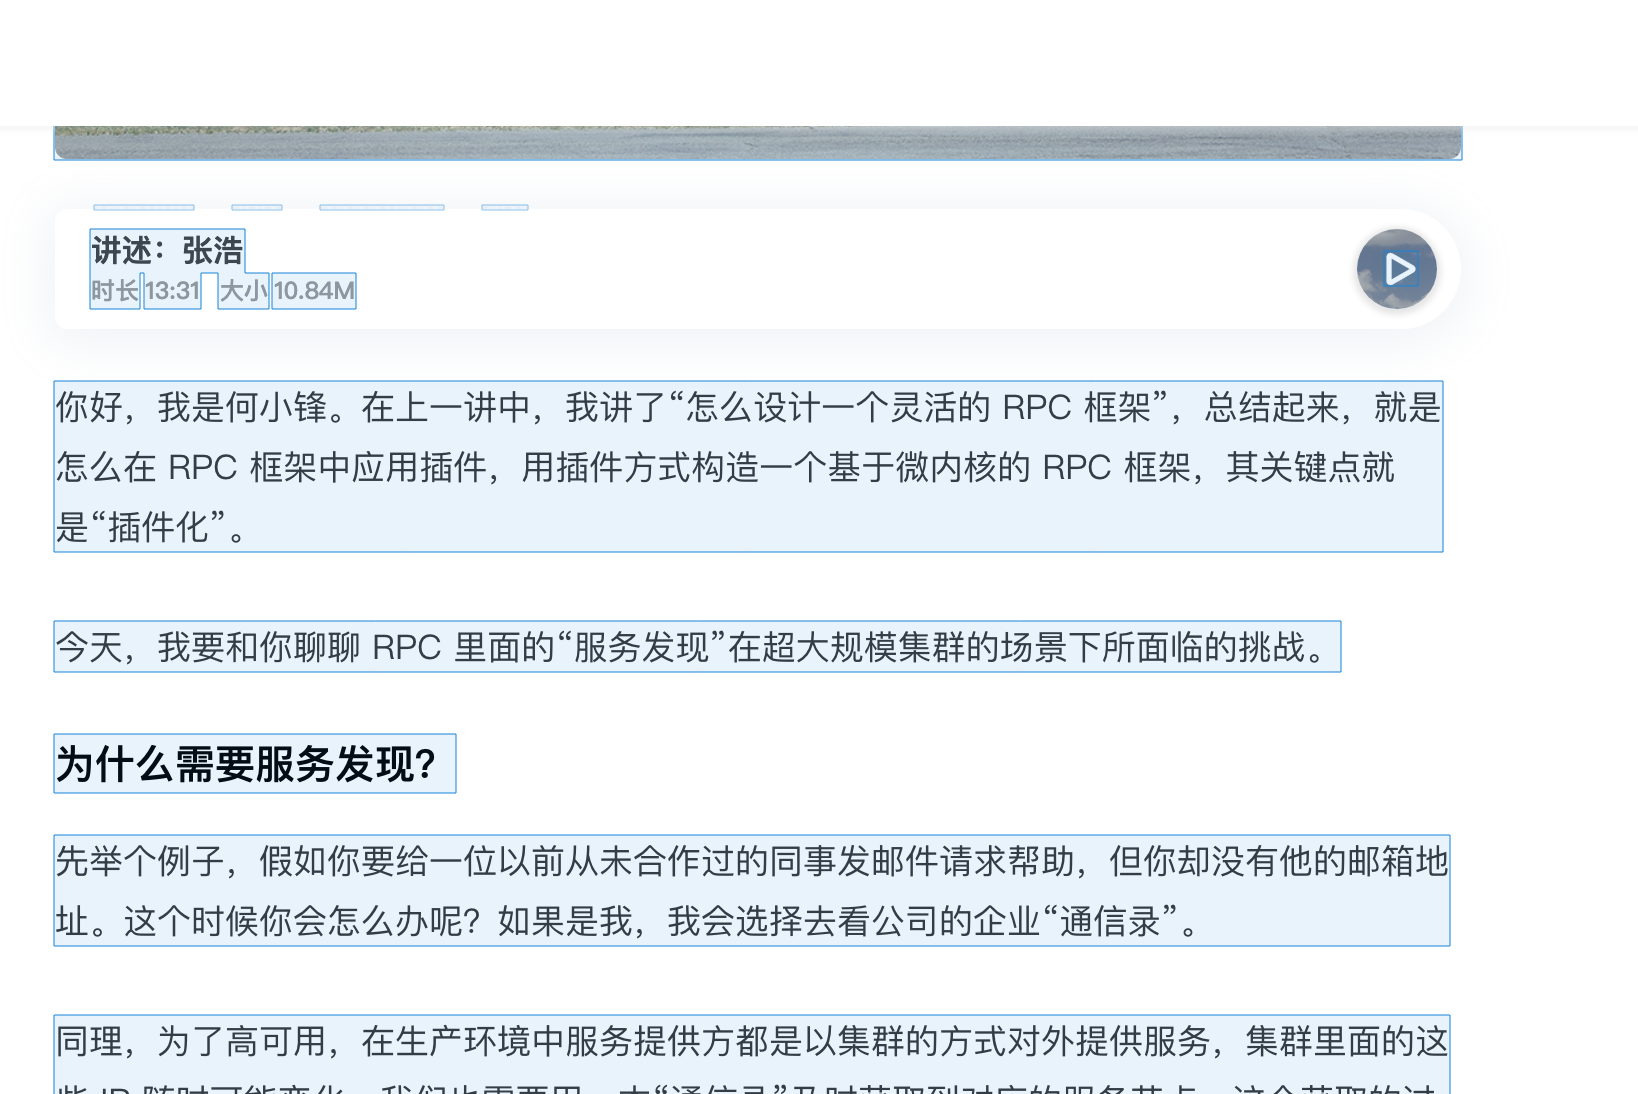 讲述：张浩
时长 13:31 大小 10.84M
你好，我是何小锋。在上一讲中，我讲了“怎么设计一个灵活的 RPC 框架”，总结起来，就是
怎么在 RPC 框架中应用插件，用插件方式构造一个基于微内核的 RPC 框架，其关键点就
是“插件化”。
今天，我要和你聊聊 RPC 里面的“服务发现”在超大规模集群的场景下所面临的挑战。
为什么需要服务发现？
先举个例子，假如你要给一位以前从未合作过的同事发邮件请求帮助，但你却没有他的邮箱地
址。这个时候你会怎么办呢？如果是我，我会选择去看公司的企业“通信录”。
同理，为了高可用，在生产环境中服务提供方都是以集群的方式对外提供服务，集群里面的这